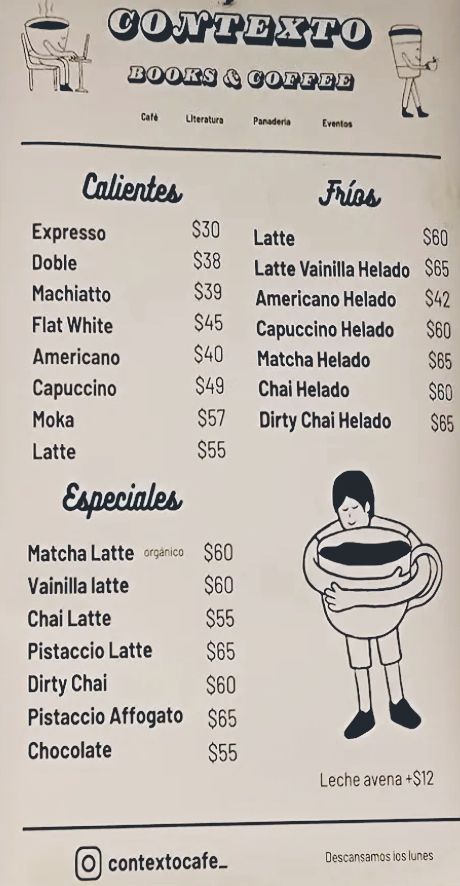 CONTEXTO
BOOKS & COFFEE
Café Literatura Panadería Eventos
Calientes
Expresso $30
Doble $38
Machiatto $39
Flat White $45
Americano $40
Capuccino $49
Moka $57
Latte $55
Fríos
Latte $60
Latte Vainilla Helado $65
Americano Helado $42
Capuccino Helado $60
Matcha Helado $65
Chai Helado $60
Dirty Chai Helado $65
Especiales
Matcha Latte orgánico $60
Vainilla latte $60
Chai Latte $55
Pistaccio Latte $65
Dirty Chai $60
Pistaccio Affogato $65
Chocolate $55
Leche avena +$12
contextocafe_
Descansamos los lunes